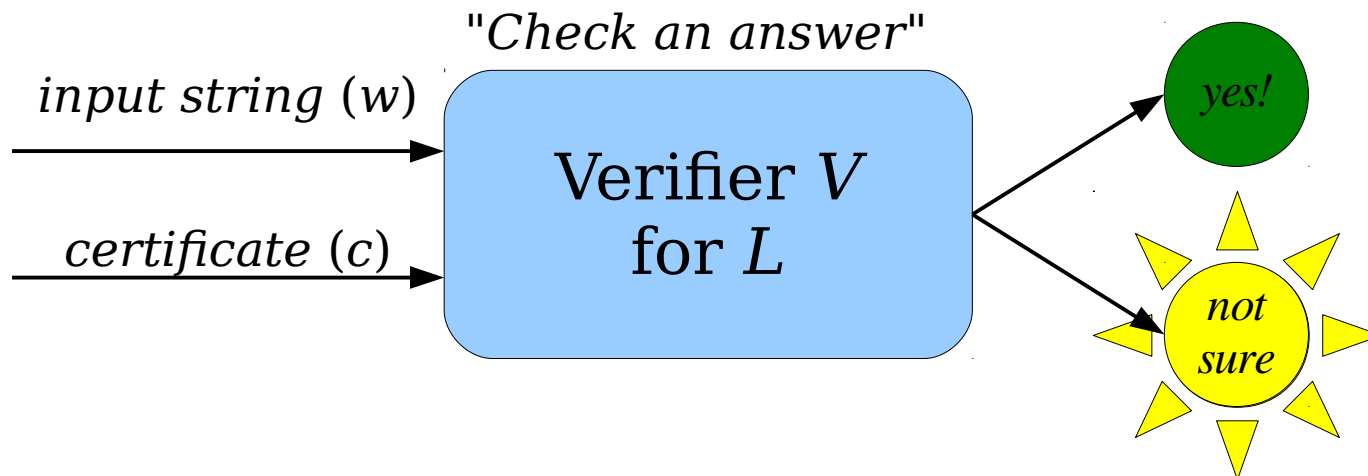 "Check an answer"
input string (w)
certificate (c)
Verifier V
for L
yes!
not
sure